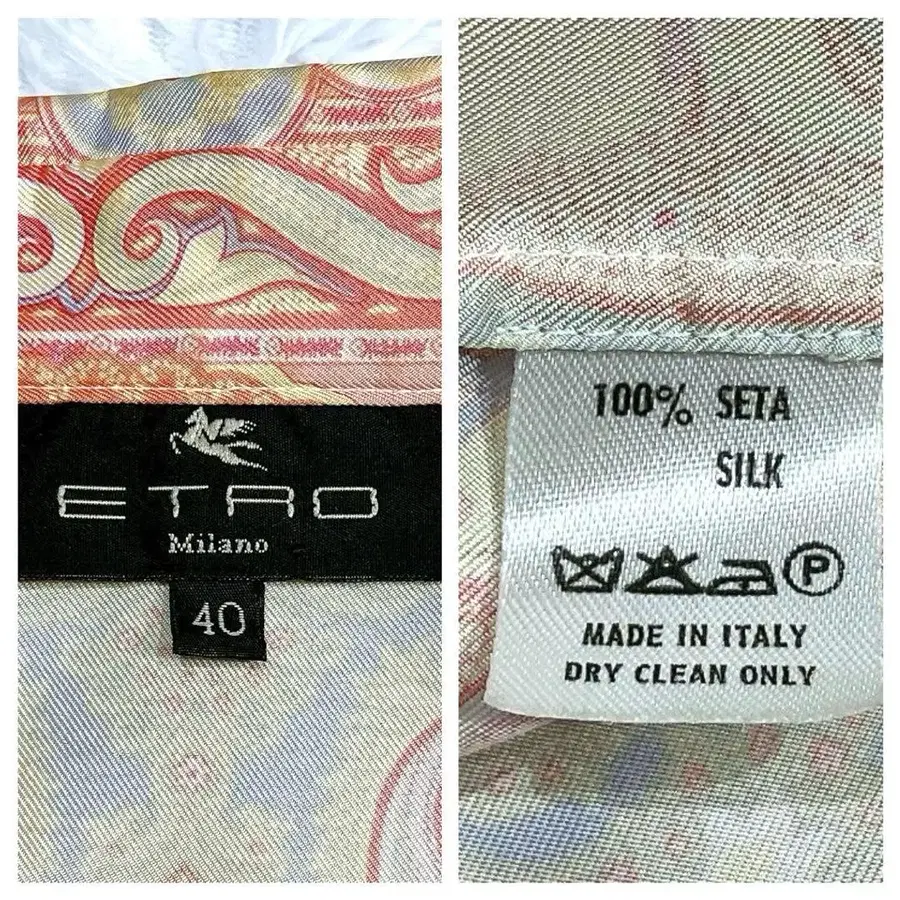 ETRO
Milano
40
100% SETA
SILK
P
MADE IN ITALY
DRY CLEAN ONLY